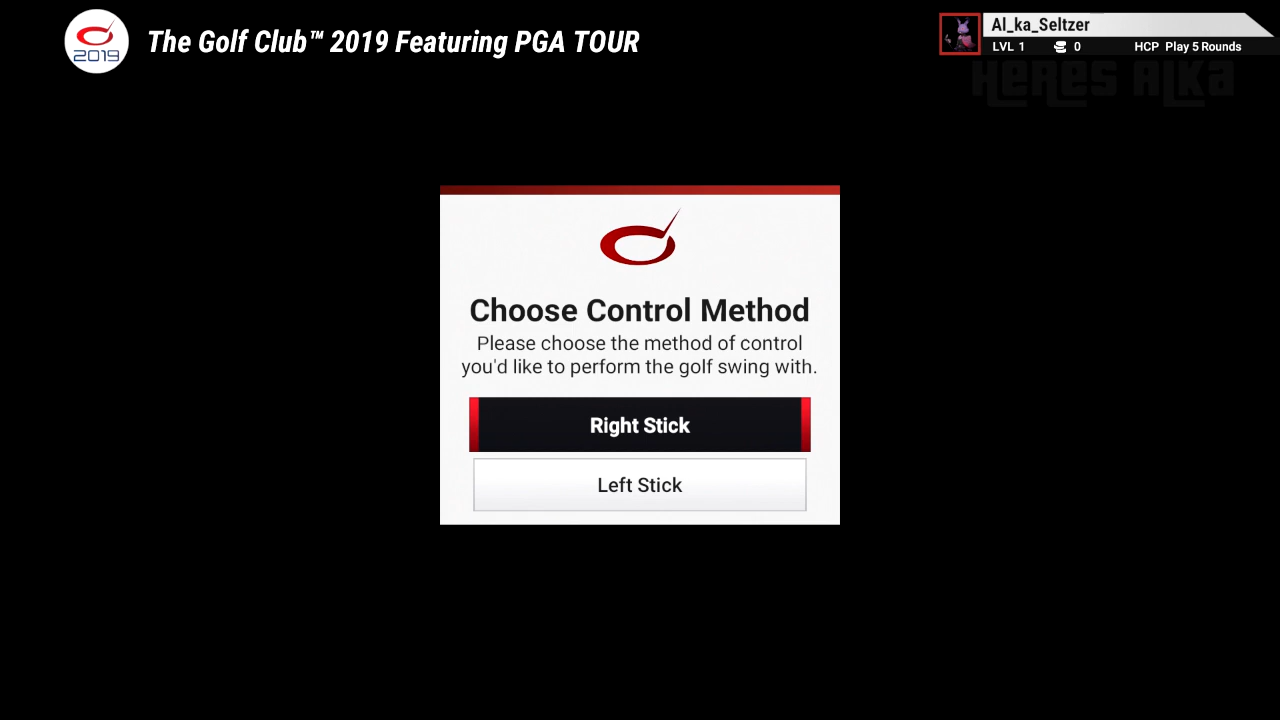 2019
The Golf Club™ 2019 Featuring PGA TOUR
Al_ka_Seltzer
LVL 1 0 HCP Play 5 Rounds
HERES ALKA
Choose Control Method
Please choose the method of control
you'd like to perform the golf swing with.
Right Stick
Left Stick